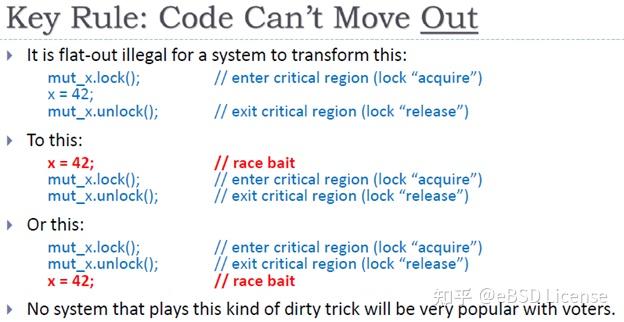 Key Rule: Code Can't Move Out
It is flat-out illegal for a system to transform this:
mut_x.lock(); // enter critical region (lock “acquire”)
x = 42;
mut_x.unlock(); // exit critical region (lock “release”)
To this:
x = 42; // race bait
mut_x.lock(); // enter critical region (lock “acquire”)
mut_x.unlock(); // exit critical region (lock “release”)
Or this:
mut_x.lock(); // enter critical region (lock “acquire”)
mut_x.unlock(); // exit critical region (lock “release”)
x = 42; // race bait
知乎 @eBSD License
No system that plays this kind of dirty trick will be very popular with voters.